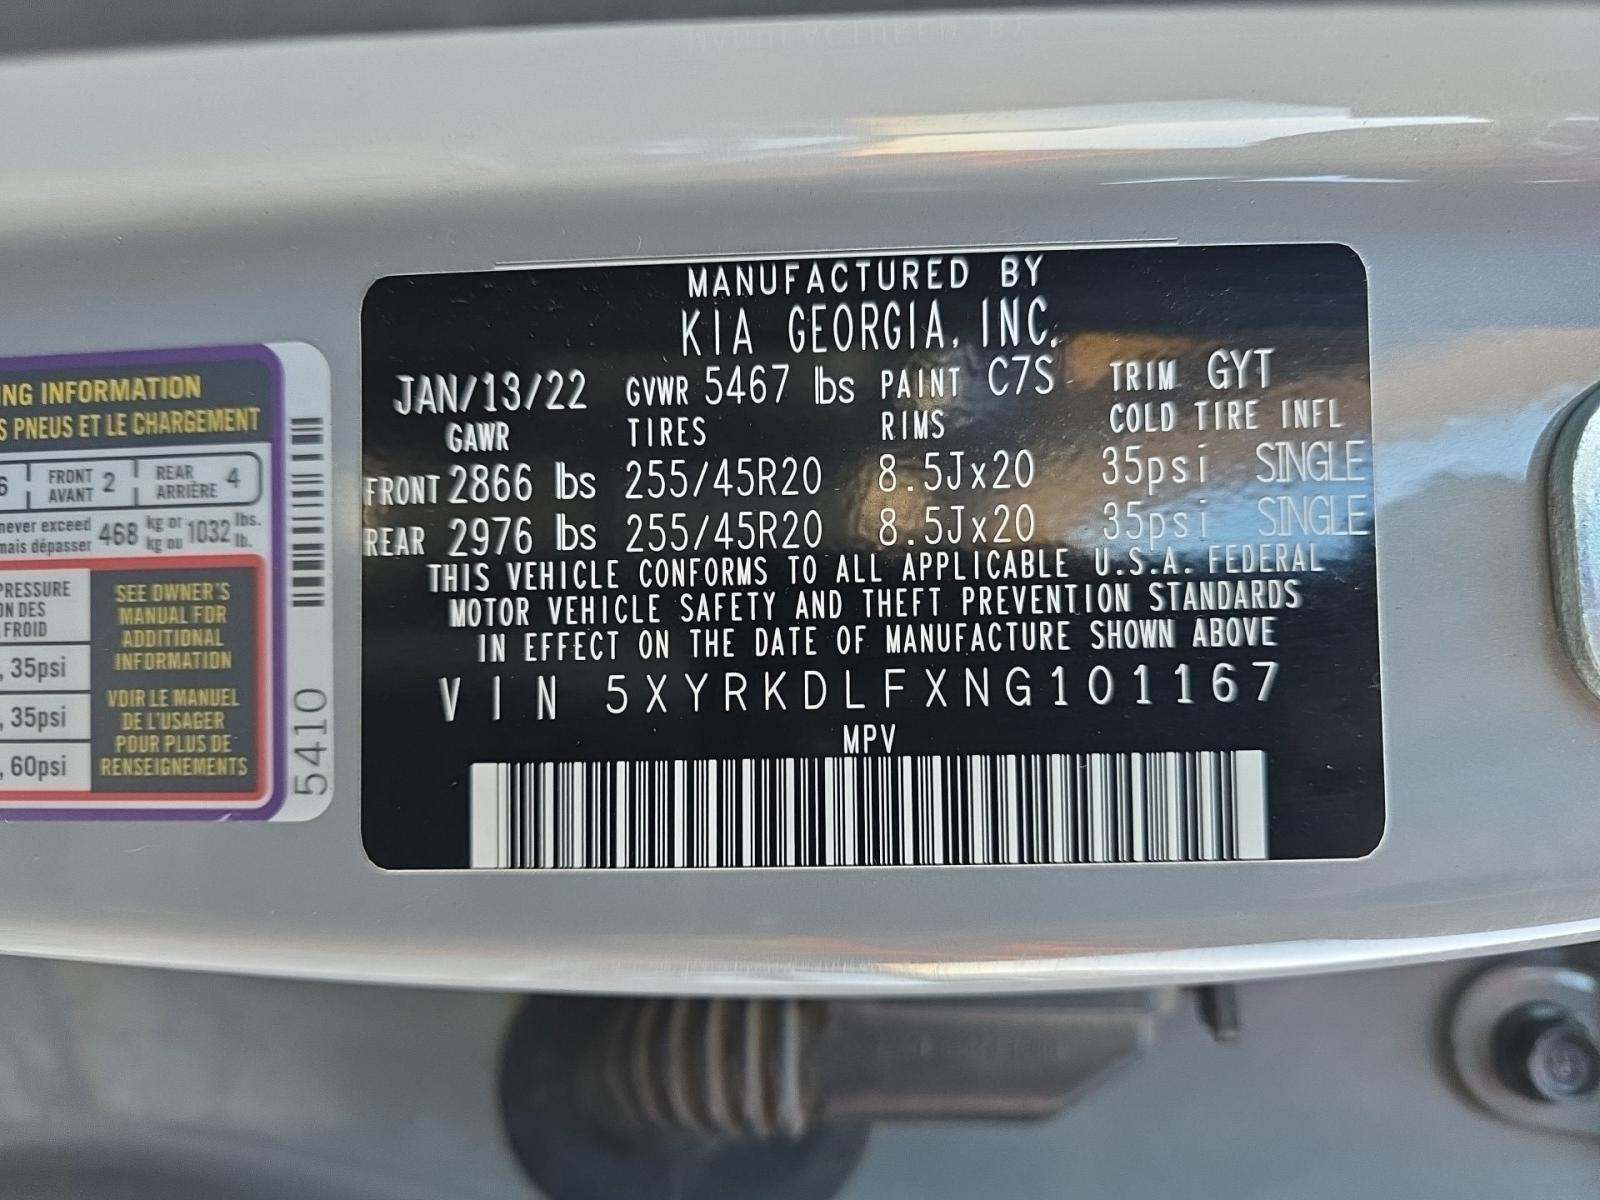 MANUFACTURED BY
KIA GEORGIA, INC.
JAN/13/22 GVWR 5467 lbs PAINT C7S TRIM GYT
GAWR TIRES RIMS COLD TIRE INFL
FRONT 2866 lbs 255/45R20 8.5Jx20 35psi SINGLE
REAR 2976 lbs 255/45R20 8.5Jx20 35psi SINGLE
THIS VEHICLE CONFORMS TO ALL APPLICABLE U.S.A. FEDERAL
MOTOR VEHICLE SAFETY AND THEFT PREVENTION STANDARDS
IN EFFECT ON THE DATE OF MANUFACTURE SHOWN ABOVE
VIN 5XYRKDLFXNG101167
MPV
NG INFORMATION
S PNEUS ET LE CHARGEMENT
6 FRONT AVANT 2 REAR ARRIÈRE 4
never exceed 468 kg or 1032 lbs.
mais dépasser kg ou lb.
PRESSURE
ON DES
FROID
, 35psi
, 35psi
, 60psi
SEE OWNER'S
MANUAL FOR
ADDITIONAL
INFORMATION
VOIR LE MANUEL
DE L'USAGER
POUR PLUS DE
RENSEIGNEMENTS
5410